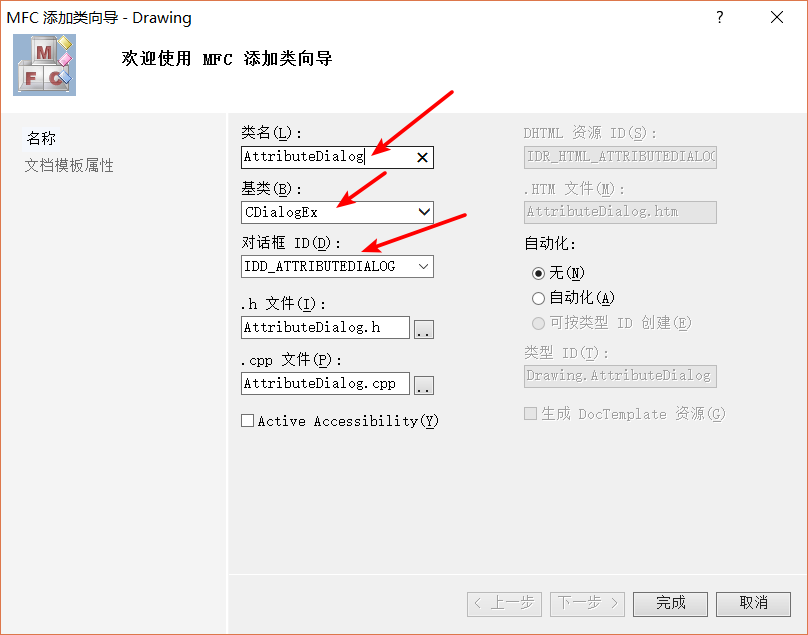 MFC 添加类向导 - Drawing
?
M
F C
欢迎使用 MFC 添加类向导
名称
文档模板属性
类名(L):
AttributeDialog
基类(B):
CDialogEx
对话框 ID(D):
IDD_ATTRIBUTEDIALOG
.h 文件(I):
AttributeDialog.h
..
.cpp 文件(P):
AttributeDialog.cpp
..
Active Accessibility(Y)
DHTML 资源 ID(S):
IDR_HTML_ATTRIBUTEDIALOG
.HTM 文件(M):
AttributeDialog.htm
自动化:
无(N)
自动化(A)
可按类型 ID 创建(E)
类型 ID(T):
Drawing.AttributeDialog
生成 DocTemplate 资源(G)
< 上一步
下一步 >
完成
取消